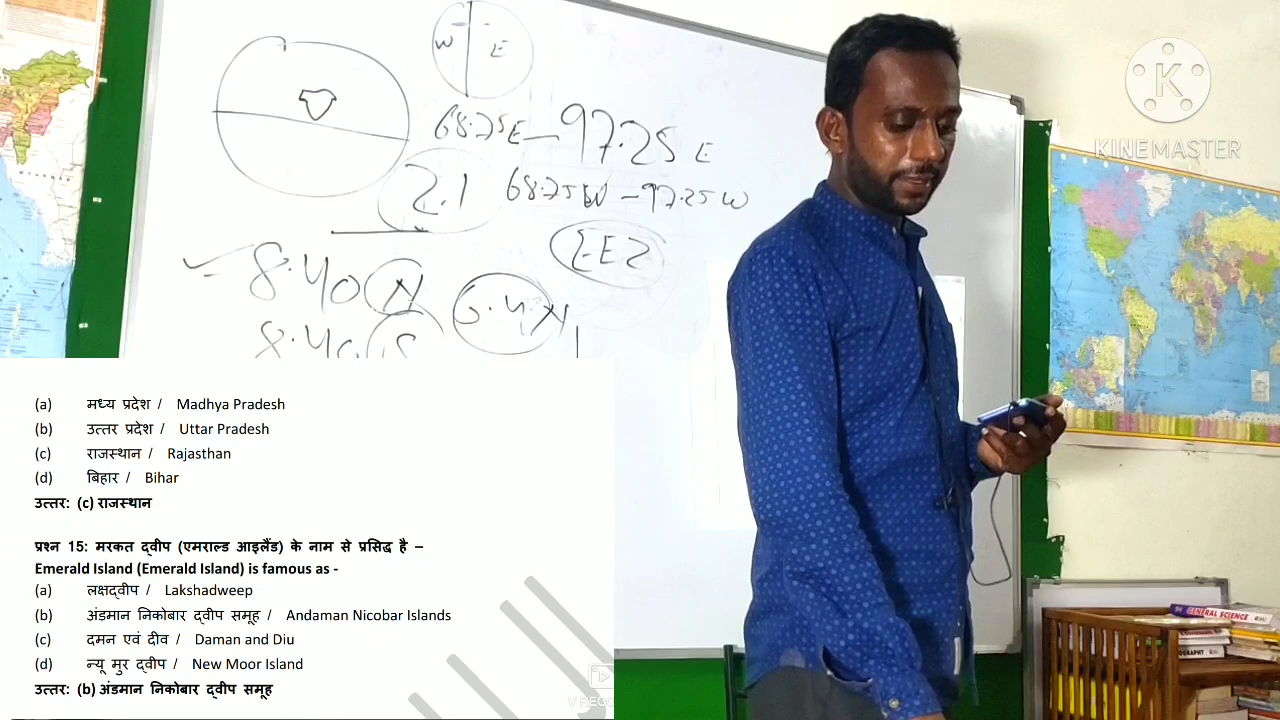 W E
68.75E - 97.25 E
2.1 68.75W - 97.25 W
EEZ
8.40 N 6.4 N
KINEMASTER
(a) मध्य प्रदेश / Madhya Pradesh
(b) उत्तर प्रदेश / Uttar Pradesh
(c) राजस्थान / Rajasthan
(d) बिहार / Bihar
उत्तर: (c) राजस्थान
प्रश्न 15: मरकत द्वीप (एमराल्ड आइलैंड) के नाम से प्रसिद्ध है –
Emerald Island (Emerald Island) is famous as -
(a) लक्षद्वीप / Lakshadweep
(b) अंडमान निकोबार द्वीप समूह / Andaman Nicobar Islands
(c) दमन एवं दीव / Daman and Diu
(d) न्यू मुर द्वीप / New Moor Island
उत्तर: (b) अंडमान निकोबार द्वीप समूह
GENERAL SCIENCE